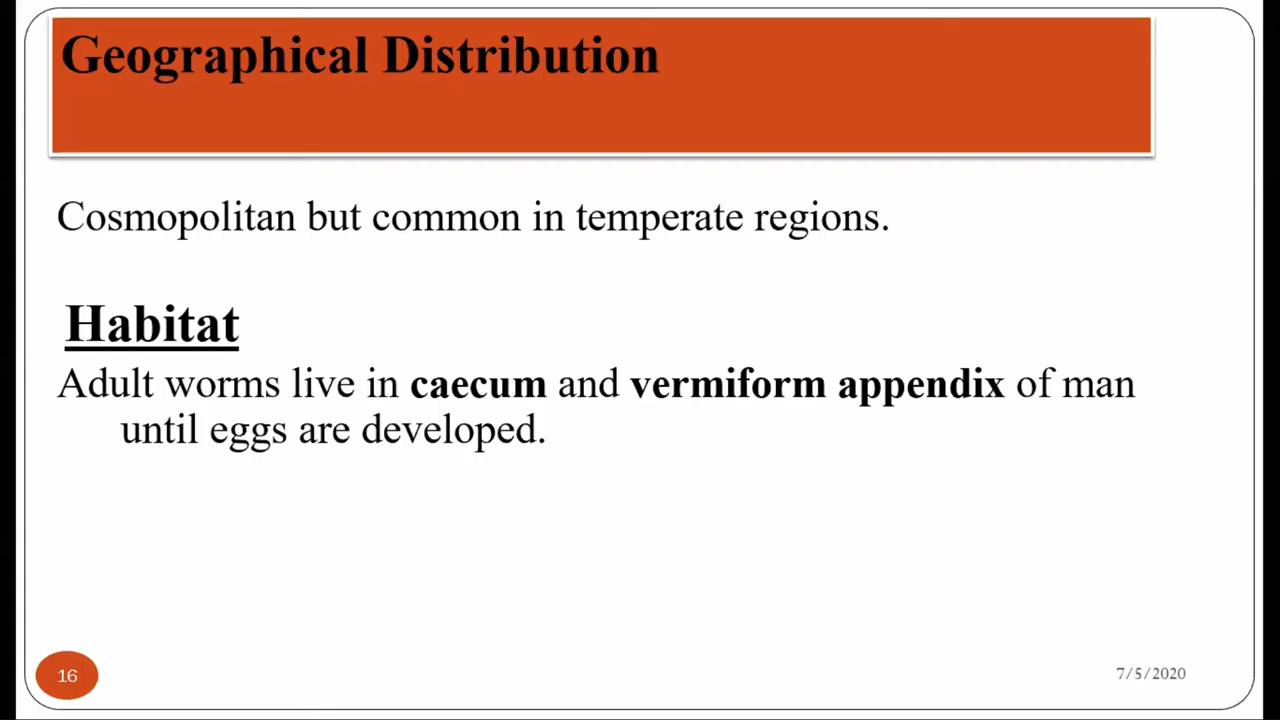 Geographical Distribution
Cosmopolitan but common in temperate regions.
Habitat
Adult worms live in caecum and vermiform appendix of man
until eggs are developed.
16
7/5/2020